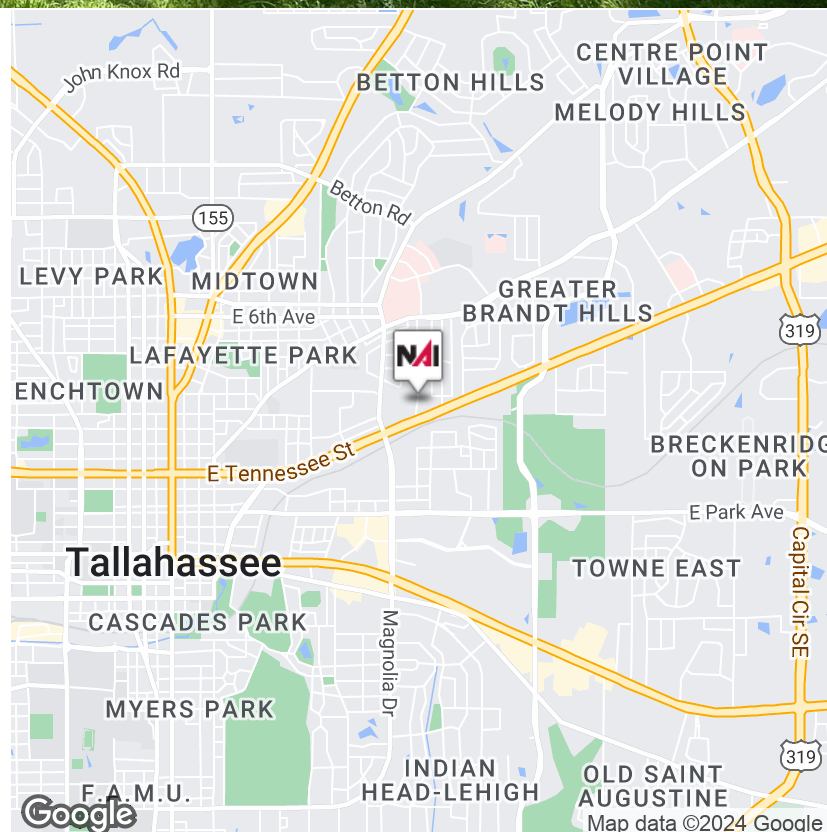 John Knox Rd
BETTON HILLS
CENTRE POINT
VILLAGE
MELODY HILLS
Betton Rd
155
LEVY PARK
MIDTOWN
GREATER
BRANDT HILLS
E 6th Ave
319
NAI
LAFAYETTE PARK
ENCHTOWN
BRECKENRIDG
ON PARK
E Tennessee St
E Park Ave
Tallahassee
TOWNE EAST
Capital Cir SE
CASCADES PARK
Magnolia Dr
MYERS PARK
319
INDIAN
HEAD-LEHIGH
OLD SAINT
AUGUSTINE
F.A.M.U.
Google
Map data ©2024 Google